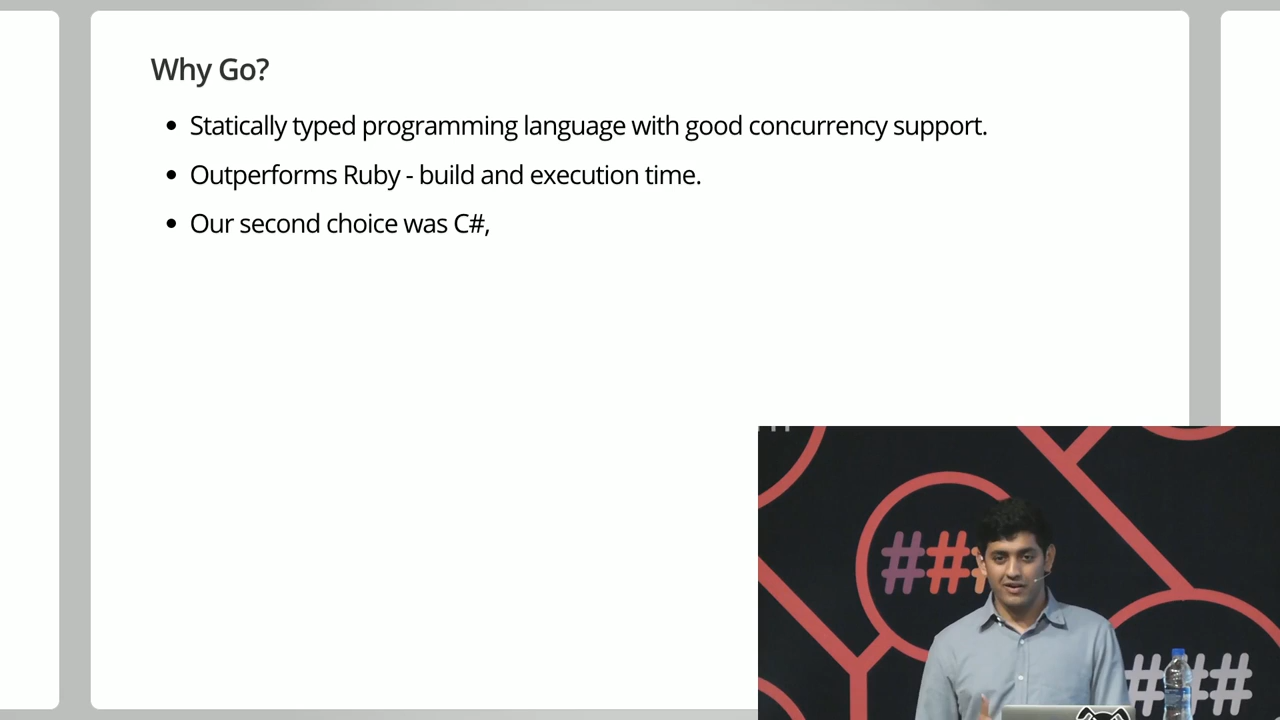 Why Go?
• Statically typed programming language with good concurrency support.
• Outperforms Ruby - build and execution time.
• Our second choice was C#,
###
###